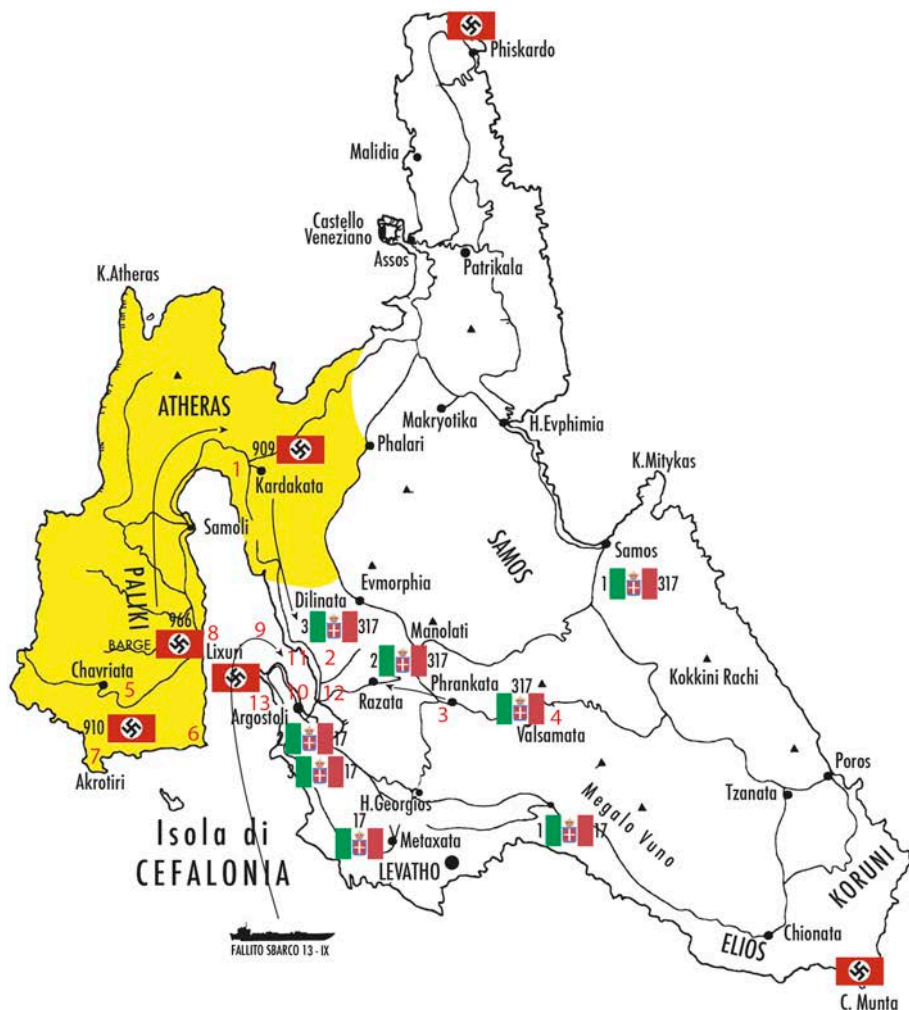 Phiskardo
Malidia
Castello
Veneziano
Assos
Patrikala
K.Atheras
ATHERAS
Makryotika
H.Evphimia
909
Phalari
1
Kardakata
K.Mitykas
Samoli
SAMOS
Samos
1 317
PALIKI
Evmorphia
Dilinata
3 317
966
8
9
Manolati
BARGE
Lixuri
11
2
2 317
Kokkini Rachi
Chavriata
5
13
10
12
Razata
Phrankata
3
317
4
Valsamata
Argostoli
910
6
2 17
7
Akrotiri
3 17
Poros
Tzanata
H.Georgios
Megalo Vuno
Isola di
CEFALONIA
17
Metaxata
1 17
LEVATHO
KORUNI
ELIOS
Chionata
FALLITO SBARCO 13 - IX
C. Munta